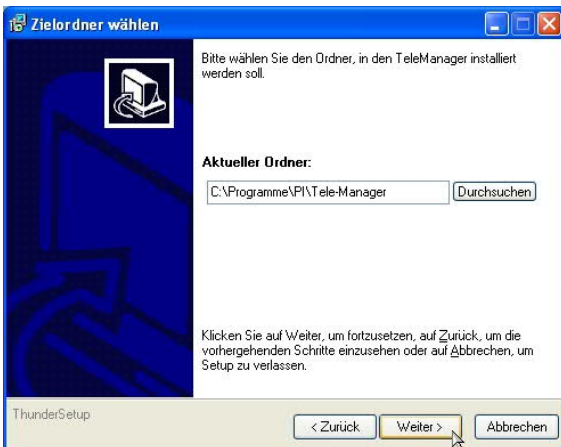 Zielordner wählen
Bitte wählen Sie den Ordner, in den TeleManager installiert
werden soll.
Aktueller Ordner:
C:\Programme\PI\Tele-Manager
Durchsuchen
Klicken Sie auf Weiter, um fortzusetzen, auf Zurück, um die
vorhergehenden Schritte einzusehen oder auf Abbrechen, um
Setup zu verlassen.
ThunderSetup
< Zurück
Weiter >
Abbrechen